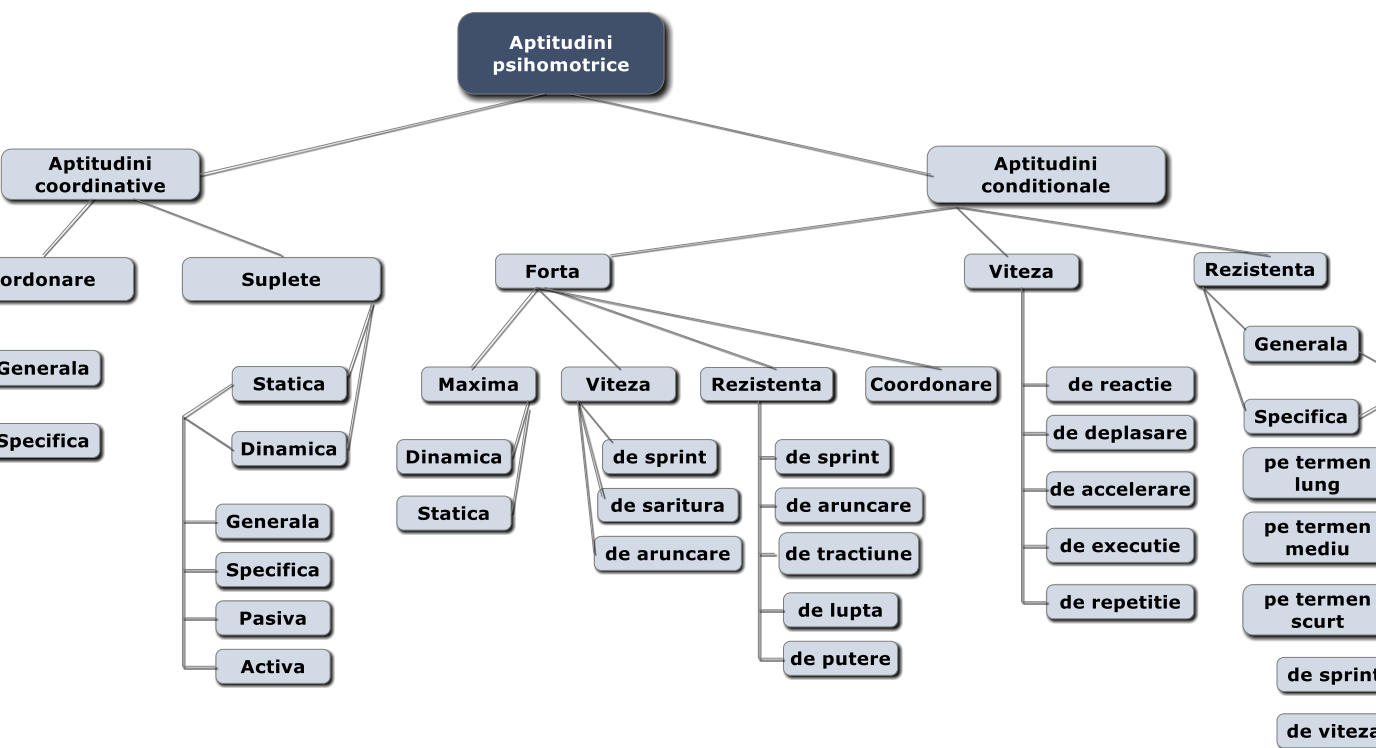 Aptitudini
psihomotrice
Aptitudini
coordinative
Aptitudini
conditionale
ordonare
Suplete
Forta
Viteza
Rezistenta
Generala
Specifica
Statica
Dinamica
Generala
Specifica
Pasiva
Activa
Maxima
Viteza
Rezistenta
Coordonare
Dinamica
Statica
de sprint
de saritura
de aruncare
de sprint
de aruncare
de tractiune
de lupta
de putere
de reactie
de deplasare
de accelerare
de executie
de repetitie
Generala
Specifica
pe termen
lung
pe termen
mediu
pe termen
scurt
de sprint
de viteza